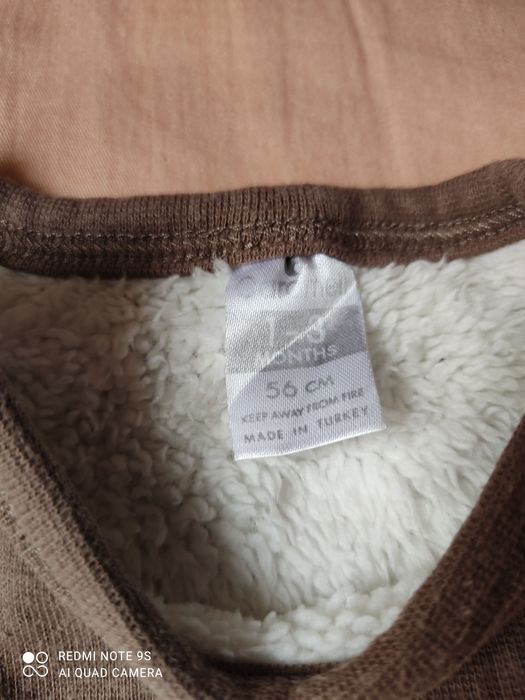 1-3
MONTHS
56 CM
KEEP AWAY FROM FIRE
MADE IN TURKEY
REDMI NOTE 9S
AI QUAD CAMERA